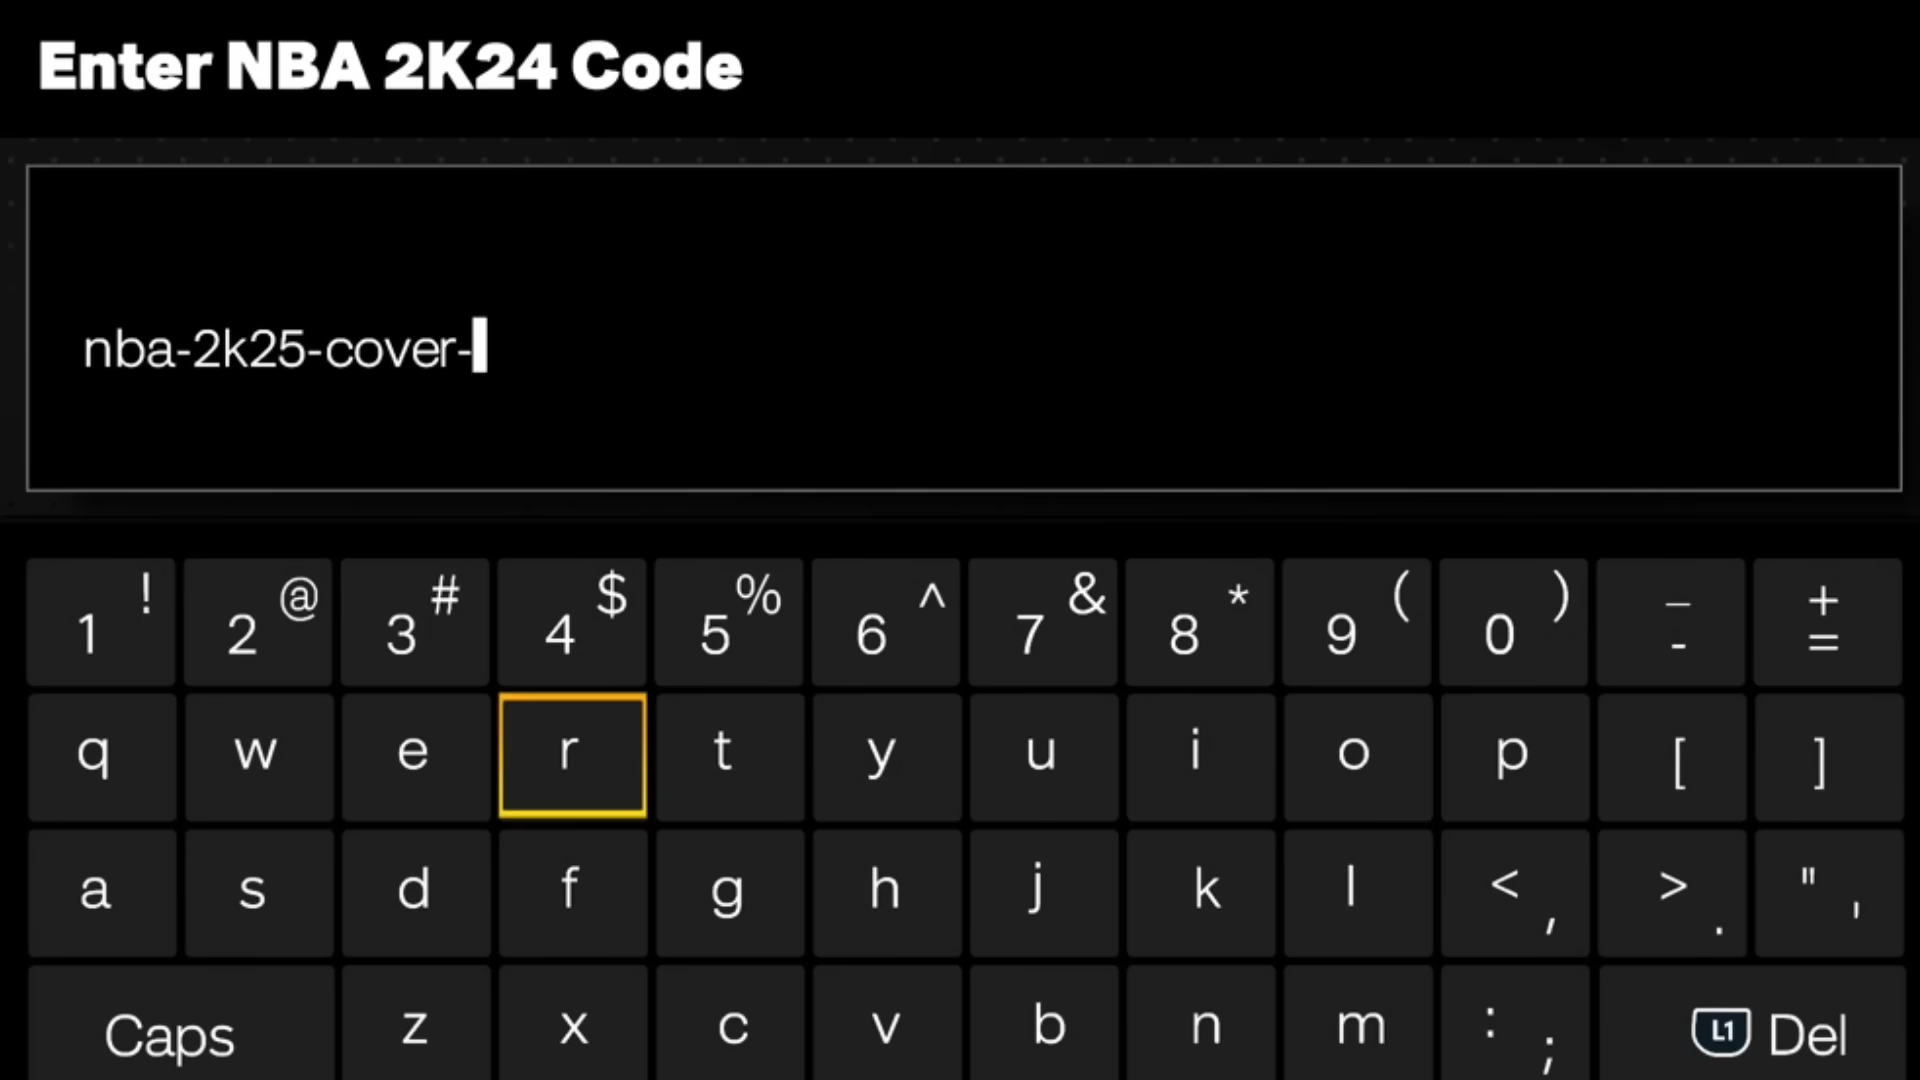 Enter NBA 2K24 Code
nba-2k25-cover-
! @ # $ % ^ & * ( ) _ +
1 2 3 4 5 6 7 8 9 0 - =
q w e r t y u i o p [ ]
a s d f g h j k l < , > . " '
Caps z x c v b n m : ; L1 Del